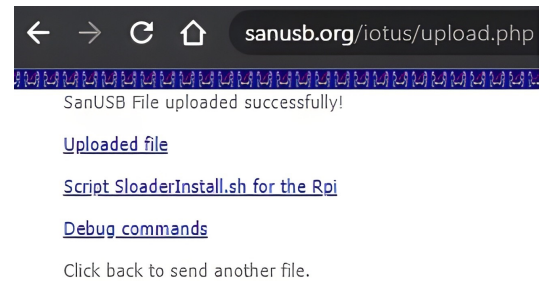 sanusb.org/iotus/upload.php
SanUSB File uploaded successfully!
Uploaded file
Script SloaderInstall.sh for the Rpi
Debug commands
Click back to send another file.